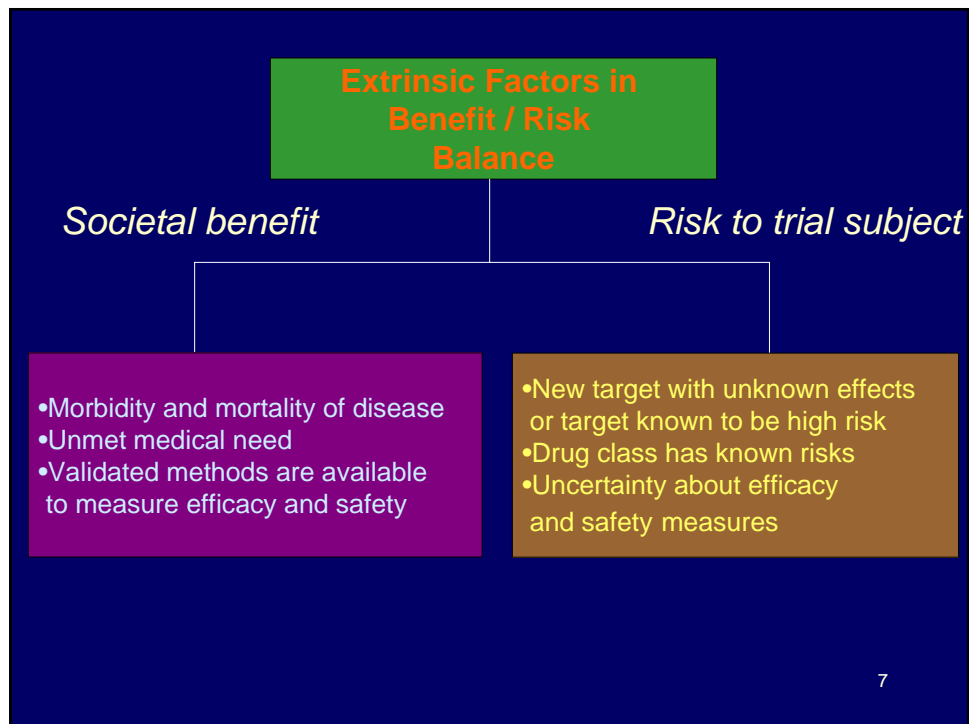 Extrinsic Factors in
Benefit / Risk
Balance
Societal benefit
Risk to trial subject
•Morbidity and mortality of disease
•Unmet medical need
•Validated methods are available
to measure efficacy and safety
•New target with unknown effects
or target known to be high risk
•Drug class has known risks
•Uncertainty about efficacy
and safety measures
7